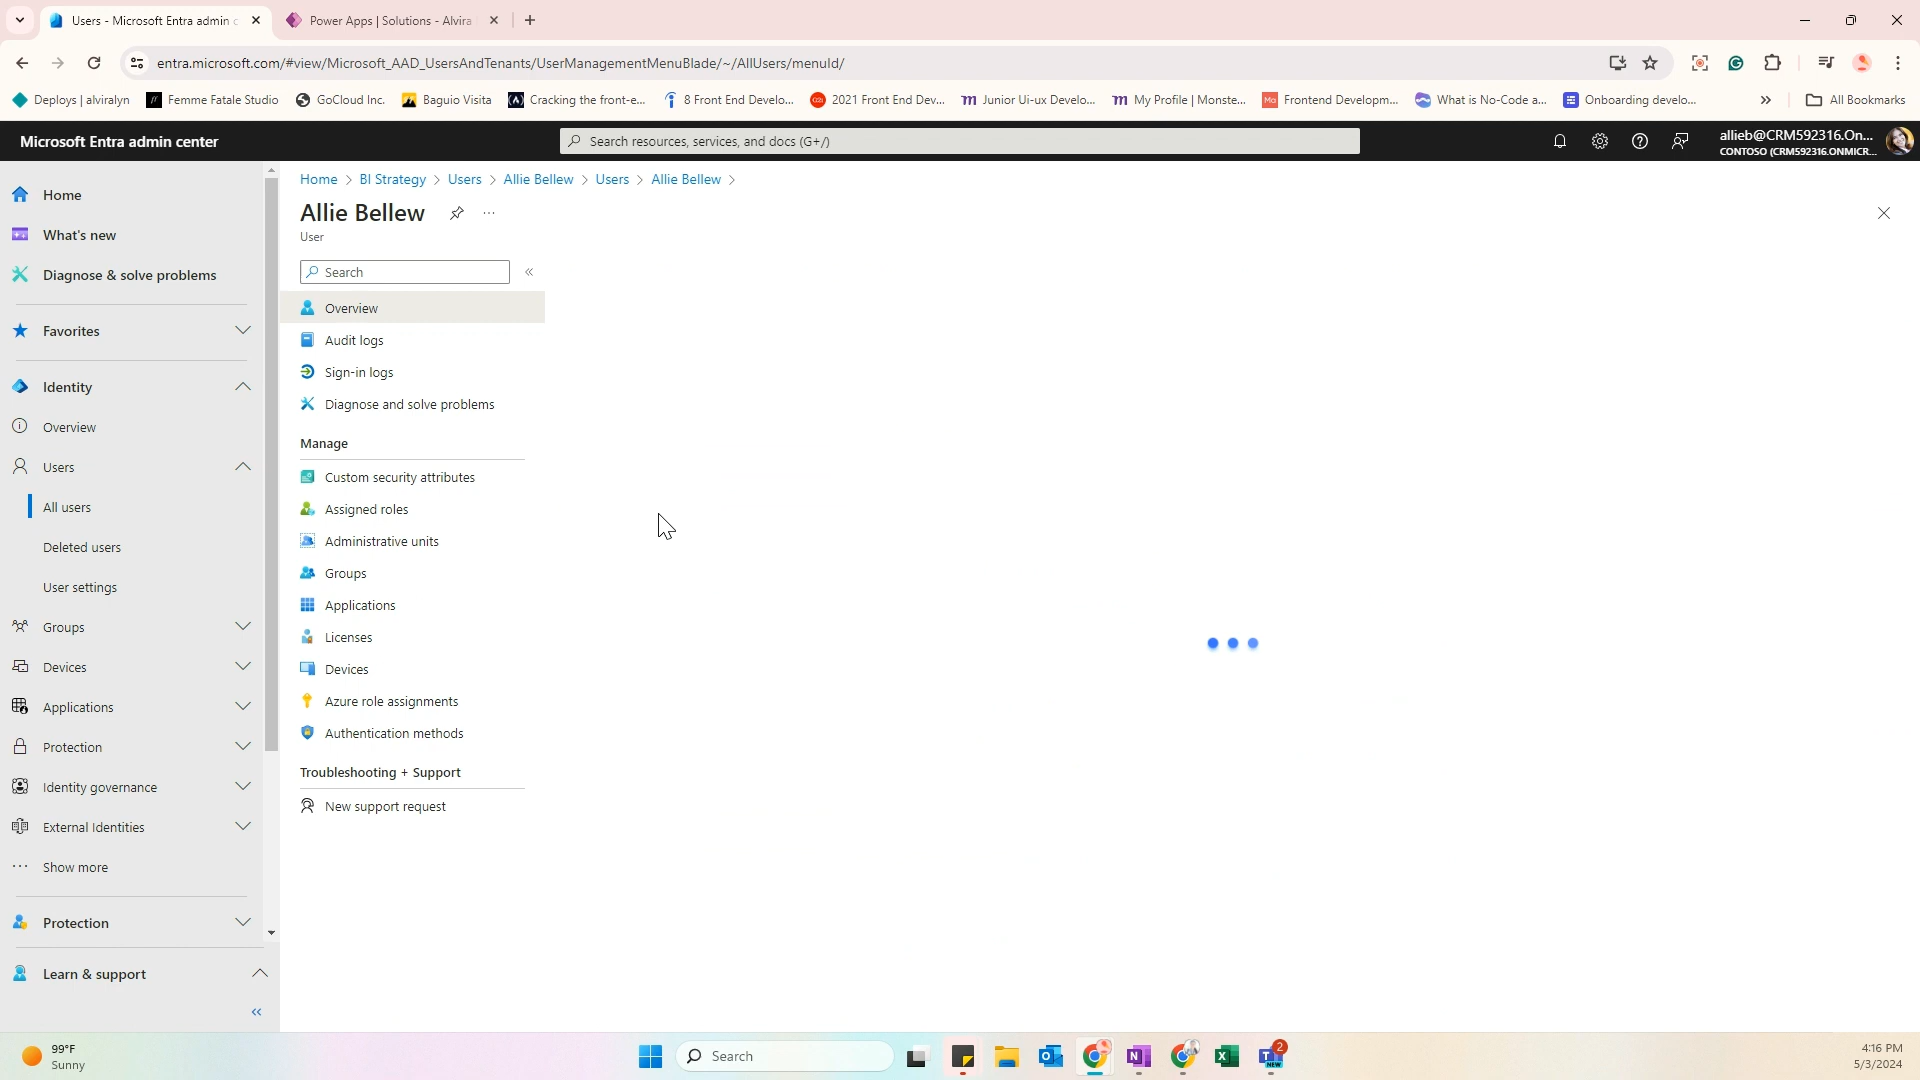 Users - Microsoft Entra admin c
Power Apps | Solutions - Alvira
entra.microsoft.com/#view/Microsoft_AAD_UsersAndTenants/UserManagementMenuBlade/~/AllUsers/menuId/
Deploys | alviralyn
Femme Fatale Studio
GoCloud Inc.
Baguio Visita
Cracking the front-e...
8 Front End Develo...
2021 Front End Dev...
Junior Ui-ux Develo...
My Profile | Monste...
Frontend Developm...
What is No-Code a...
Onboarding develo...
All Bookmarks
Microsoft Entra admin center
Search resources, services, and docs (G+/)
allieb@CRM592316.On...
CONTOSO (CRM592316.ONMICR...
Home
What's new
Diagnose & solve problems
Favorites
Identity
Overview
Users
All users
Deleted users
User settings
Groups
Devices
Applications
Protection
Identity governance
External Identities
Show more
Protection
Learn & support
Home > BI Strategy > Users > Allie Bellew > Users > Allie Bellew >
Allie Bellew
User
Search
Overview
Audit logs
Sign-in logs
Diagnose and solve problems
Manage
Custom security attributes
Assigned roles
Administrative units
Groups
Applications
Licenses
Devices
Azure role assignments
Authentication methods
Troubleshooting + Support
New support request
99°F
Sunny
Search
2
NEW
4:16 PM
5/3/2024